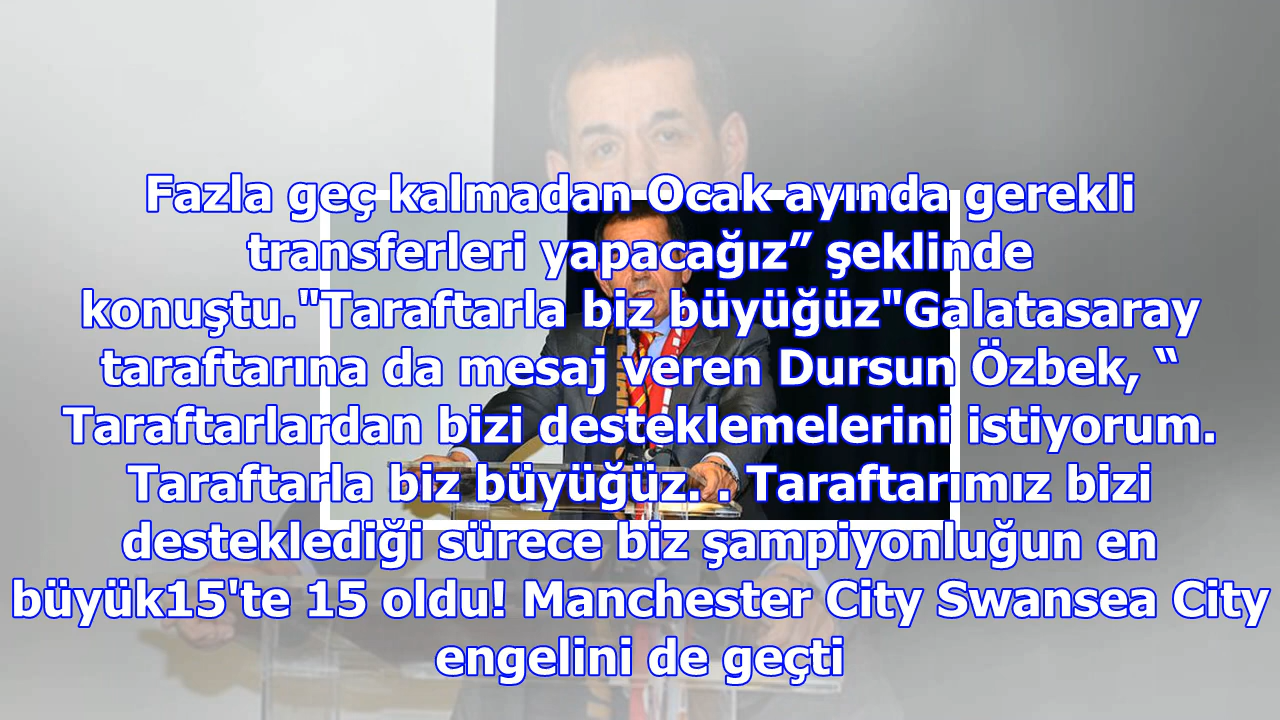 Fazla geç kalmadan Ocak ayında gerekli
transferleri yapacağız” şeklinde
konuştu."Taraftarla biz büyüğüz"Galatasaray
taraftarına da mesaj veren Dursun Özbek, “
Taraftarlardan bizi desteklemelerini istiyorum.
Taraftarla biz büyüğüz. . Taraftarımız bizi
desteklediği sürece biz şampiyonluğun en
büyük15'te 15 oldu! Manchester City Swansea City
engelini de geçti